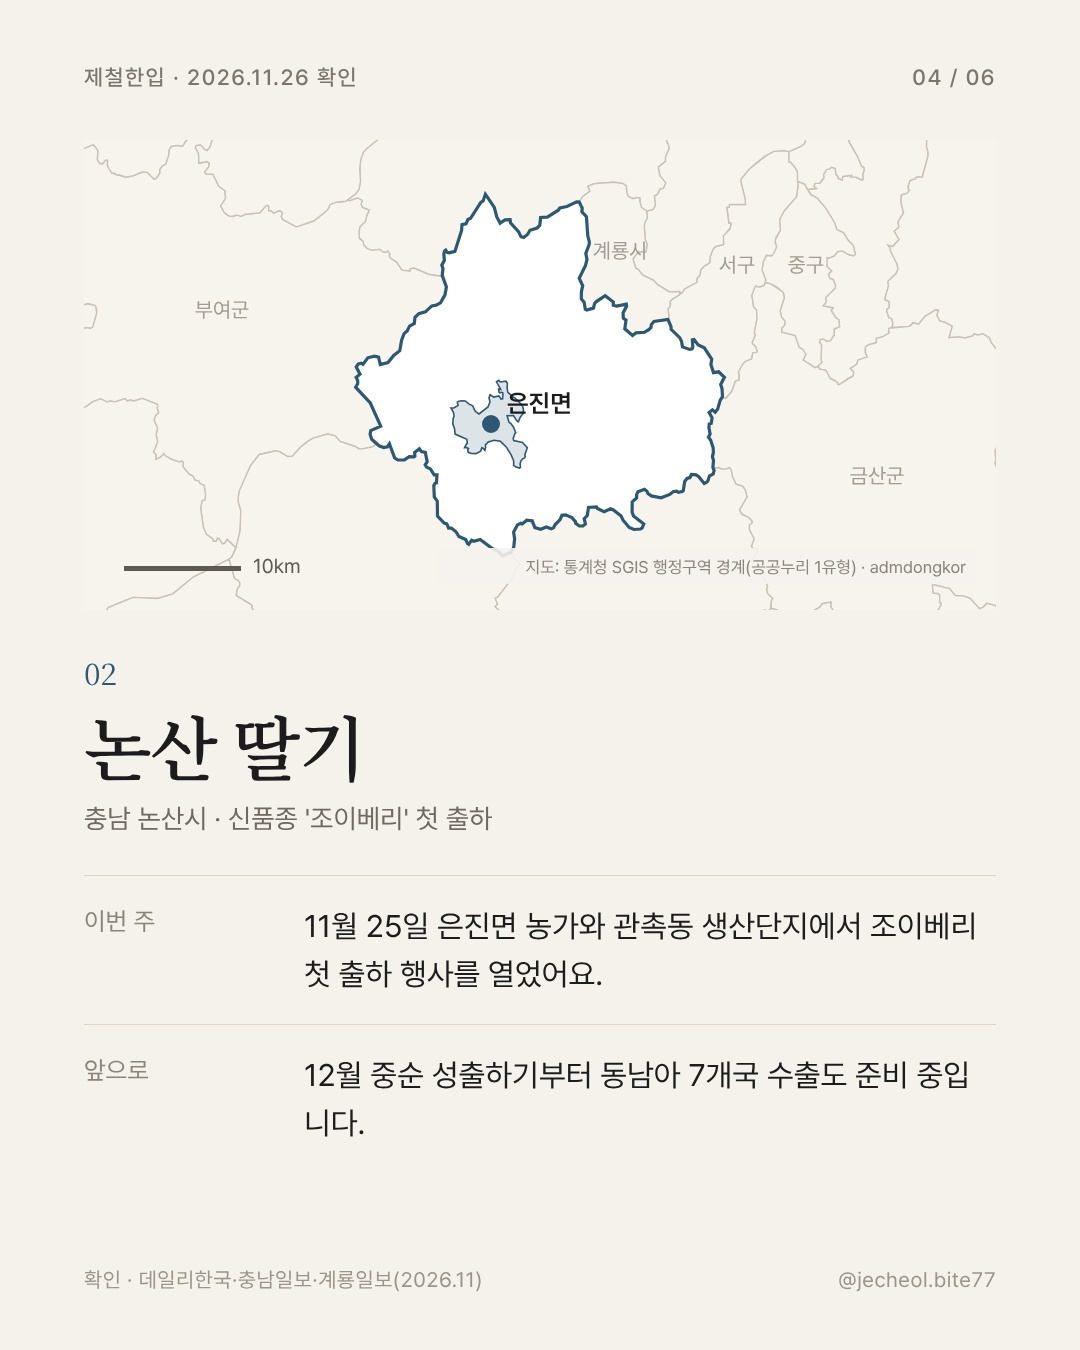 제철한입 · 2026.11.26 확인
04 / 06
계룡시
서구
중구
부여군
은진면
금산군
10km
지도: 통계청 SGIS 행정구역 경계(공공누리 1유형) · admdongkor
02
논산 딸기
충남 논산시 · 신품종 '조이베리' 첫 출하
이번 주
11월 25일 은진면 농가와 관촉동 생산단지에서 조이베리
첫 출하 행사를 열었어요.
앞으로
12월 중순 성출하기부터 동남아 7개국 수출도 준비 중입
니다.
확인 · 데일리한국·충남일보·계룡일보(2026.11)
@jecheol.bite77